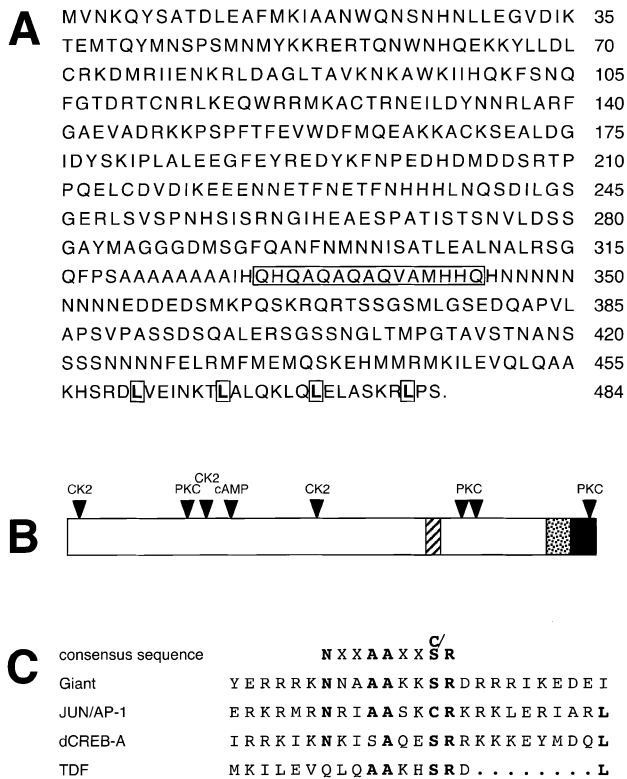 A
MVNKQYSATDLEAFMKIAANWQNSNHNLLEGVDIK 35
TEMTQYMNSPSMNMYKKRERTQNWNHQEKKYLLDL 70
CRKDMRIIENKRLDAGLTAVKNKAWKIIHQKFSNQ 105
FGTDRTCNRLKEQWRRMKACTRNEILDYNNRLARF 140
GAEVADRKKPSPFTFEVWDFMQEAKKACKSEALDG 175
IDYSKIPLALEEGFEYREDYKFNPEDHDMDDSRTP 210
PQELCDVDIKEEENNETFNETFNHHHLNQSDILGS 245
GERLSVSPNHSISRNGIHEAESPATISTSNVLDSS 280
GAYMAGGGDMSGFQANFNMNNISATLEALNALRSG 315
QFPSAAAAAAAAIHQHQAQAQAQVAMHHQHNNNNN 350
NNNNEDDEDSMKPQSKRQRTSSGSMLGSEDQAPVL 385
APSVPASSDSQALERSGSSNGLTMPGTAVSTNANS 420
SSSNNNNNFELRMFMEMQSKEHMMRMKILEVQLQAA 455
KHSRDLVEINKTLALQKLQLELASKRLPS. 484
B
CK2 PKC CK2 cAMP CK2 PKC PKC
C
C/
consensus sequence NXXAAXXSR
Giant YERRRKNNAAAKKSRDRRRIKEDEI
JUN/AP-1 ERKRMRNRIAASKCRKRKLERIARL
dCREB-A IRRKIKNKISAQESRRKKKEYMDQL
TDF MKILEVQLQAAKHSRD........L